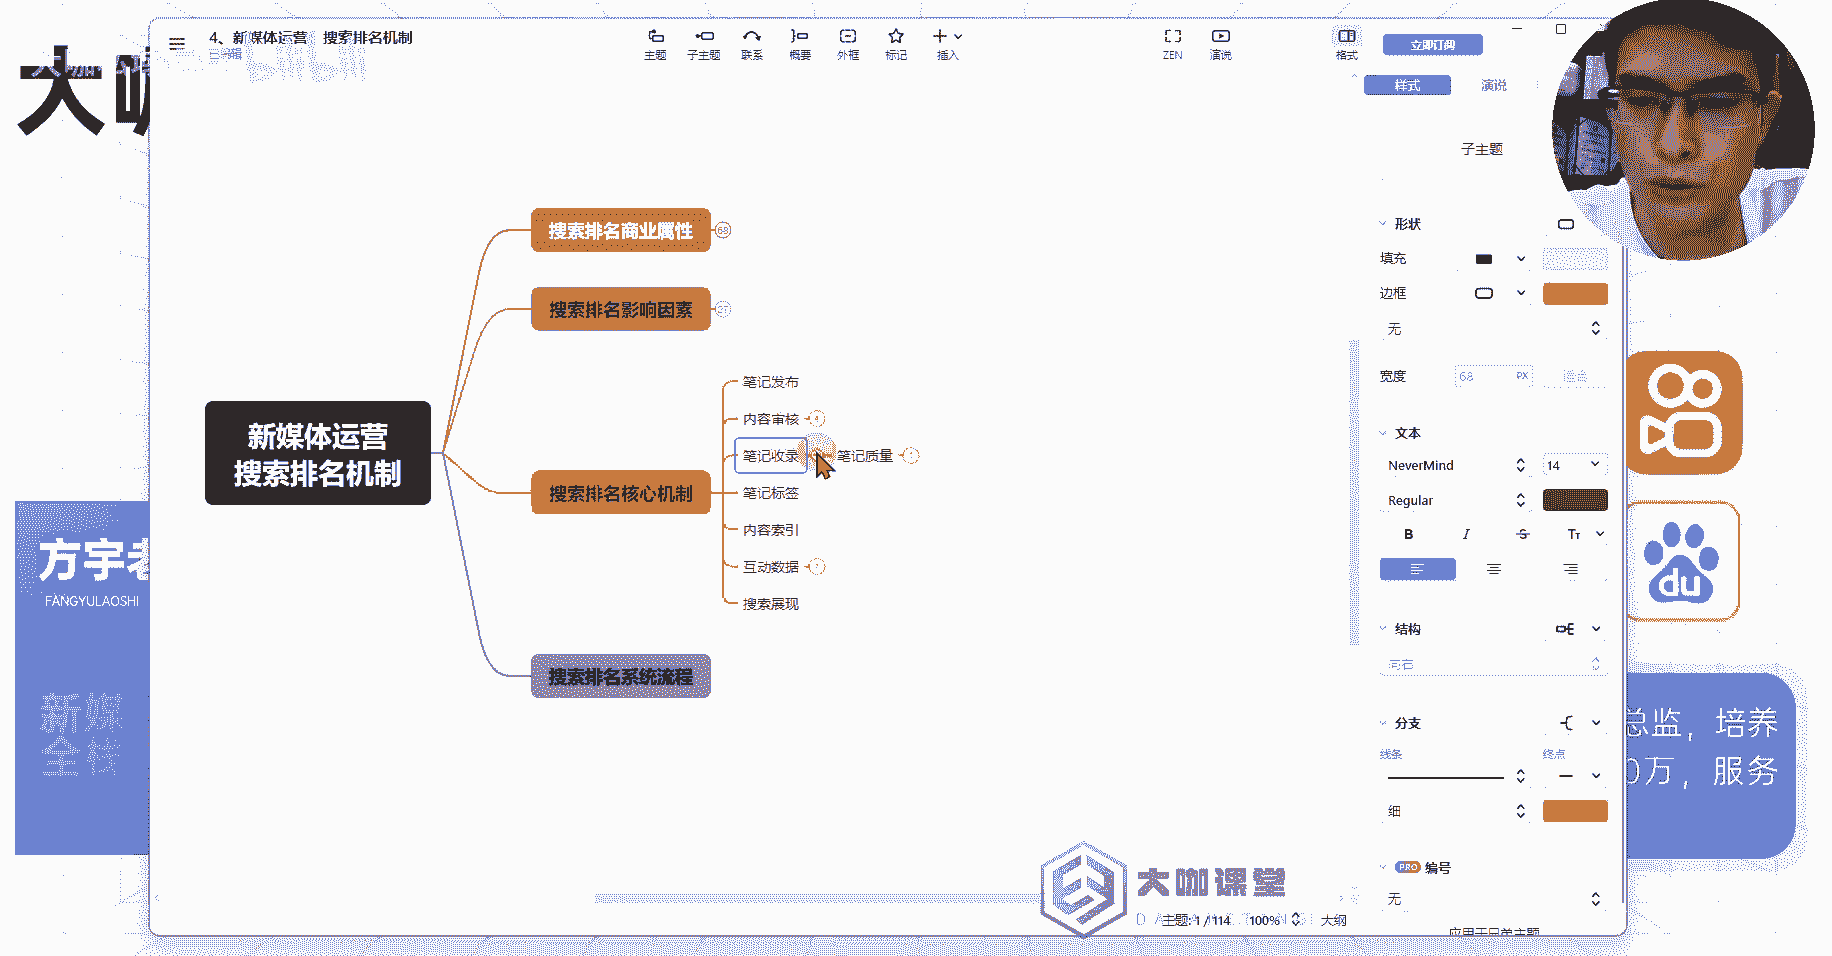 4、新媒体运营 搜索排名机制
已编辑
主题
子主题
联系
概要
外框
标记
插入
ZEN
演说
格式
立即订阅
样式
演说
子主题
形状
填充
边框
无
宽度
68
PX
文本
NeverMind
14
Regular
B
I
S
TT
结构
向右
分支
线条
终点
细
PRO 编号
无
应用于兄弟主题
新媒体运营
搜索排名机制
搜索排名商业属性
68
搜索排名影响因素
搜索排名核心机制
笔记发布
内容审核
笔记收录
笔记质量
笔记标签
内容索引
互动数据
搜索展现
搜索排名系统流程
大
方宇老
FANGYULAOSHI
新媒
全栈
du
总监，培养
0万，服务
大咖课堂
主题: 1 / 114
100%
大纲